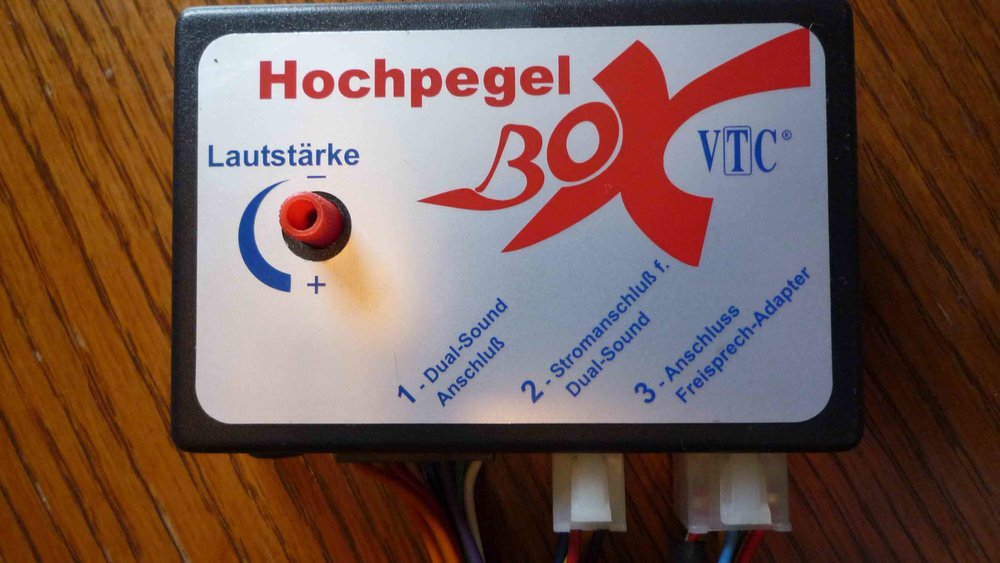 Hochpegel
BOX
VTC®
Lautstärke
−
+
1 - Dual-Sound
Anschluß
2 - Stromanschluß f.
Dual-Sound
3 - Anschluss
Freisprech-Adapter